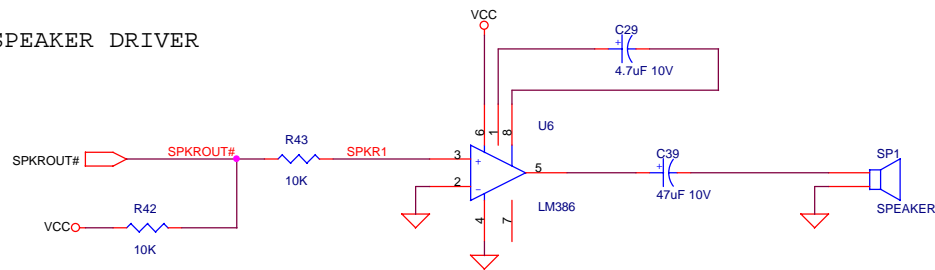 SPEAKER DRIVER
VCC
C29
+
4.7uF 10V
6
1
8
U6
SPKROUT#
SPKROUT#
R43
10K
SPKR1
3
+
2
-
5
LM386
4
7
C39
+
47uF 10V
SP1
SPEAKER
VCC
R42
10K